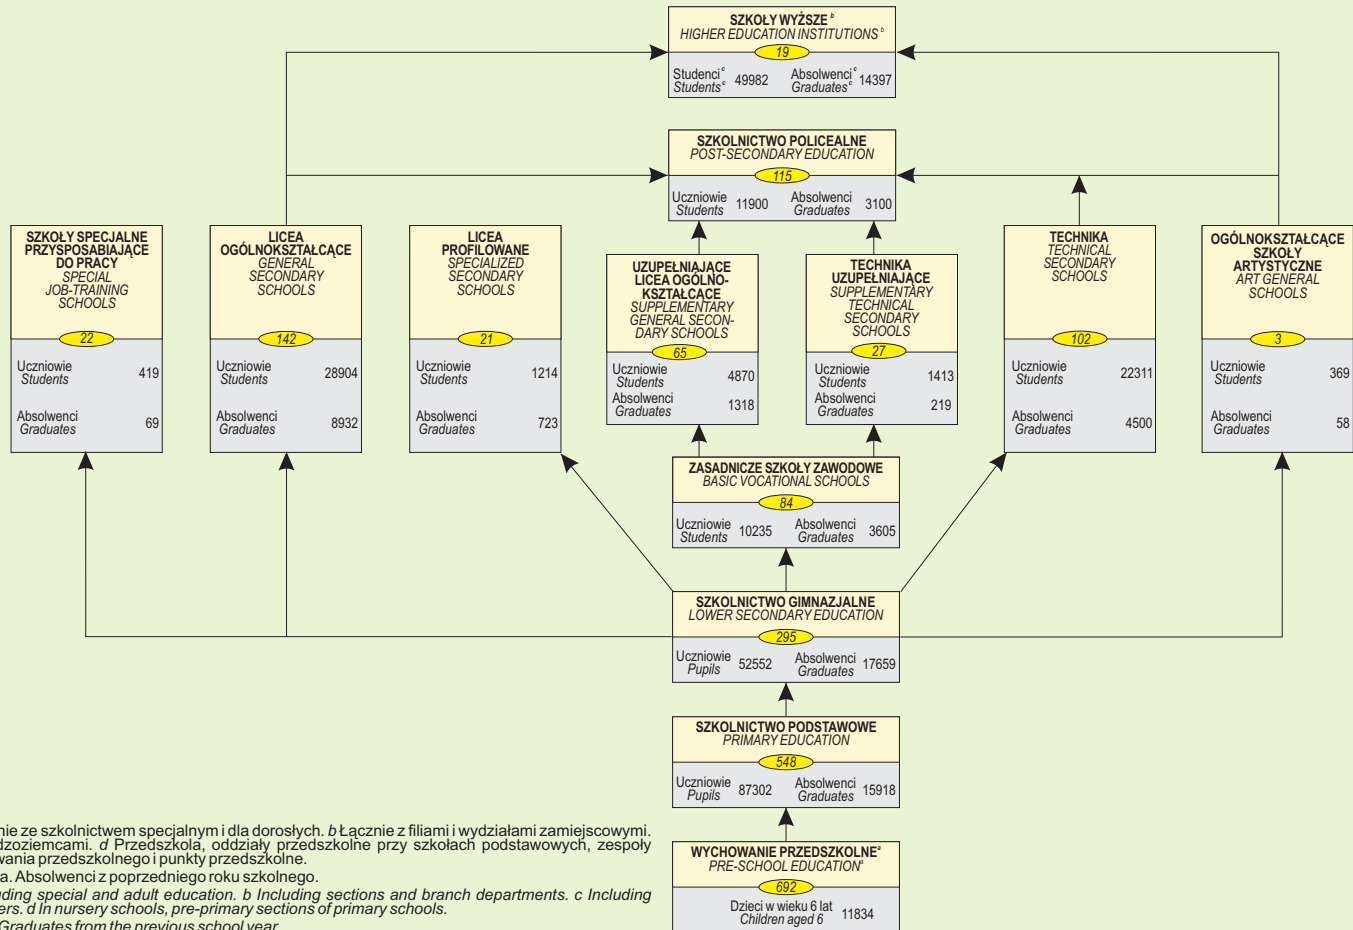 SZKOŁY WYŻSZE b
HIGHER EDUCATION INSTITUTIONS b
19
Studenci c 49982 Absolwenci c 14397
Students c Graduates c
SZKOLNICTWO POLICEALNE
POST-SECONDARY EDUCATION
115
Uczniowie 11900 Absolwenci 3100
Students Graduates
SZKOŁY SPECJALNE
PRZYSPOSABIAJĄCE
DO PRACY
SPECIAL
JOB-TRAINING
SCHOOLS
22
Uczniowie 419
Students
Absolwenci 69
Graduates
LICEA
OGÓLNOKSZTAŁCĄCE
GENERAL
SECONDARY
SCHOOLS
142
Uczniowie 28904
Students
Absolwenci 8932
Graduates
LICEA
PROFILOWANE
SPECIALIZED
SECONDARY
SCHOOLS
21
Uczniowie 1214
Students
Absolwenci 723
Graduates
UZUPEŁNIAJĄCE
LICEA OGÓLNO-
KSZTAŁCĄCE
SUPPLEMENTARY
GENERAL SECON-
DARY SCHOOLS
65
Uczniowie 4870
Students
Absolwenci 1318
Graduates
TECHNIKA
UZUPEŁNIAJĄCE
SUPPLEMENTARY
TECHNICAL
SECONDARY
SCHOOLS
27
Uczniowie 1413
Students
Absolwenci 219
Graduates
TECHNIKA
TECHNICAL
SECONDARY
SCHOOLS
102
Uczniowie 22311
Students
Absolwenci 4500
Graduates
OGÓLNOKSZTAŁCĄCE
SZKOŁY
ARTYSTYCZNE
ART GENERAL
SCHOOLS
3
Uczniowie 369
Students
Absolwenci 58
Graduates
ZASADNICZE SZKOŁY ZAWODOWE
BASIC VOCATIONAL SCHOOLS
84
Uczniowie 10235 Absolwenci 3605
Students Graduates
SZKOLNICTWO GIMNAZJALNE
LOWER SECONDARY EDUCATION
295
Uczniowie 52552 Absolwenci 17659
Pupils Graduates
SZKOLNICTWO PODSTAWOWE
PRIMARY EDUCATION
548
Uczniowie 87302 Absolwenci 15918
Pupils Graduates
WYCHOWANIE PRZEDSZKOLNE
PRE-SCHOOL EDUCATION
692
Dzieci w wieku 6 lat 11834
Children aged 6
nie ze szkolnictwem specjalnym i dla dorosłych. b Łącznie z filiami i wydziałami zamiejscowymi.
dzoziemcami. d Przedszkola, oddziały przedszkolne przy szkołach podstawowych, zespoły
wania przedszkolnego i punkty przedszkolne.
a. Absolwenci z poprzedniego roku szkolnego.
ding special and adult education. b Including sections and branch departments. c Including
ers. d In nursery schools, pre-primary sections of primary schools.
Graduates from the previous school year.